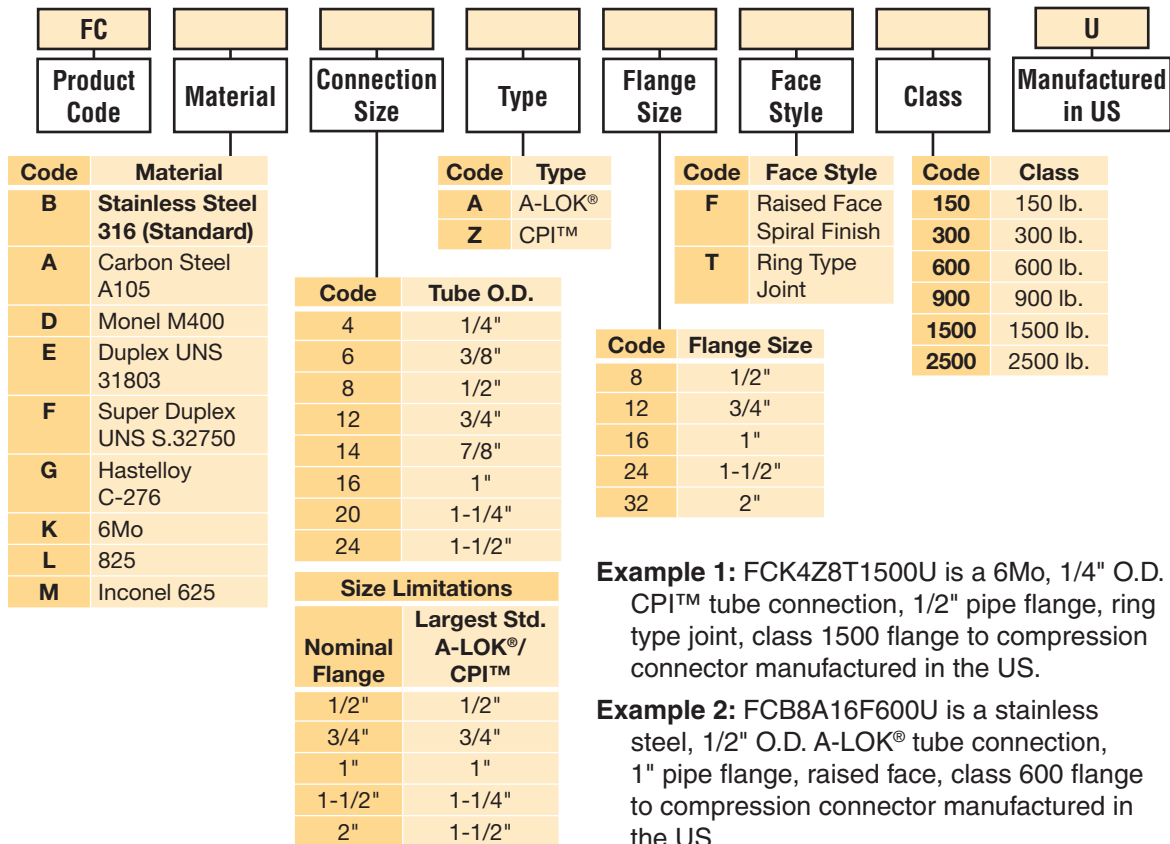 FC
U
Product
Code
Material
Connection
Size
Type
Flange
Size
Face
Style
Class
Manufactured
in US
Code Material
B Stainless Steel
316 (Standard)
A Carbon Steel
A105
D Monel M400
E Duplex UNS
31803
F Super Duplex
UNS S.32750
G Hastelloy
C-276
K 6Mo
L 825
M Inconel 625
Code Tube O.D.
4 1/4"
6 3/8"
8 1/2"
12 3/4"
14 7/8"
16 1"
20 1-1/4"
24 1-1/2"
Size Limitations
Nominal
Flange
Largest Std.
A-LOK®/
CPI™
1/2" 1/2"
3/4" 3/4"
1" 1"
1-1/2" 1-1/4"
2" 1-1/2"
Code Type
A A-LOK®
Z CPI™
Code Flange Size
8 1/2"
12 3/4"
16 1"
24 1-1/2"
32 2"
Code Face Style
F Raised Face
Spiral Finish
T Ring Type
Joint
Code Class
150 150 lb.
300 300 lb.
600 600 lb.
900 900 lb.
1500 1500 lb.
2500 2500 lb.
Example 1: FCK4Z8T1500U is a 6Mo, 1/4" O.D.
CPI™ tube connection, 1/2" pipe flange, ring
type joint, class 1500 flange to compression
connector manufactured in the US.
Example 2: FCB8A16F600U is a stainless
steel, 1/2" O.D. A-LOK® tube connection,
1" pipe flange, raised face, class 600 flange
to compression connector manufactured in
the US